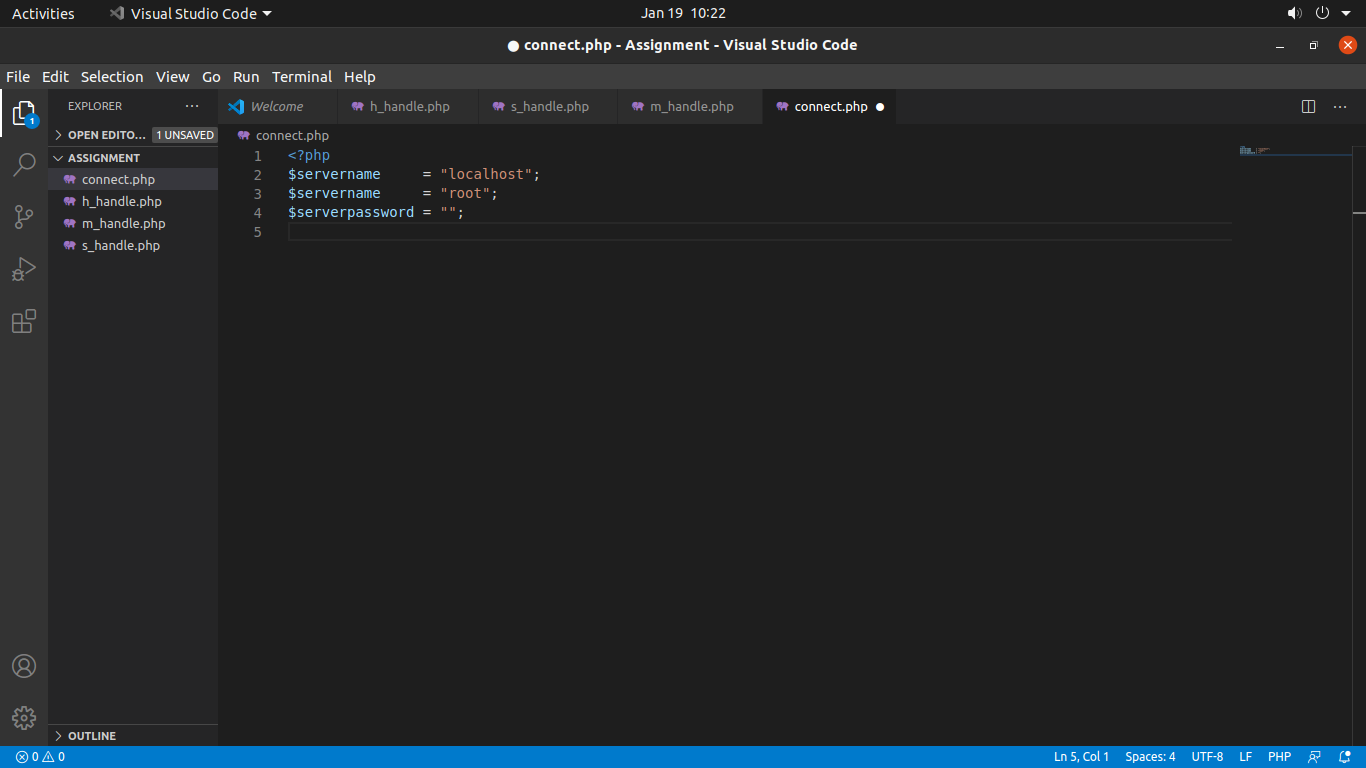 Activities Visual Studio Code Jan 19 10:22
● connect.php - Assignment - Visual Studio Code
File Edit Selection View Go Run Terminal Help
EXPLORER ··· Welcome h_handle.php s_handle.php m_handle.php connect.php ● ···
1
OPEN EDITO... 1 UNSAVED connect.php
ASSIGNMENT
connect.php
h_handle.php
m_handle.php
s_handle.php
1 <?php
2 $servername     = "localhost";
3 $servername     = "root";
4 $serverpassword = "";
5
OUTLINE
0 0 Ln 5, Col 1 Spaces: 4 UTF-8 LF PHP